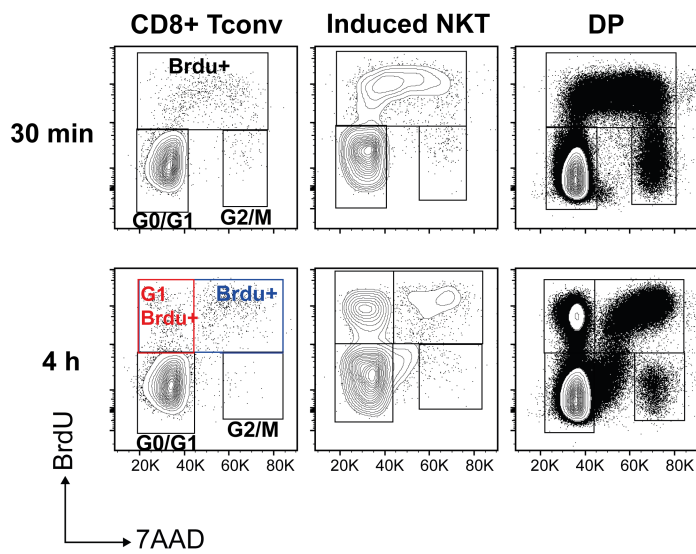 CD8+ Tconv Induced NKT DP
Brdu+
30 min
G0/G1 G2/M
G1 Brdu+
Brdu+
4 h
G0/G1 G2/M
20K 40K 60K 80K 20K 40K 60K 80K 20K 40K 60K 80K
BrdU
7AAD